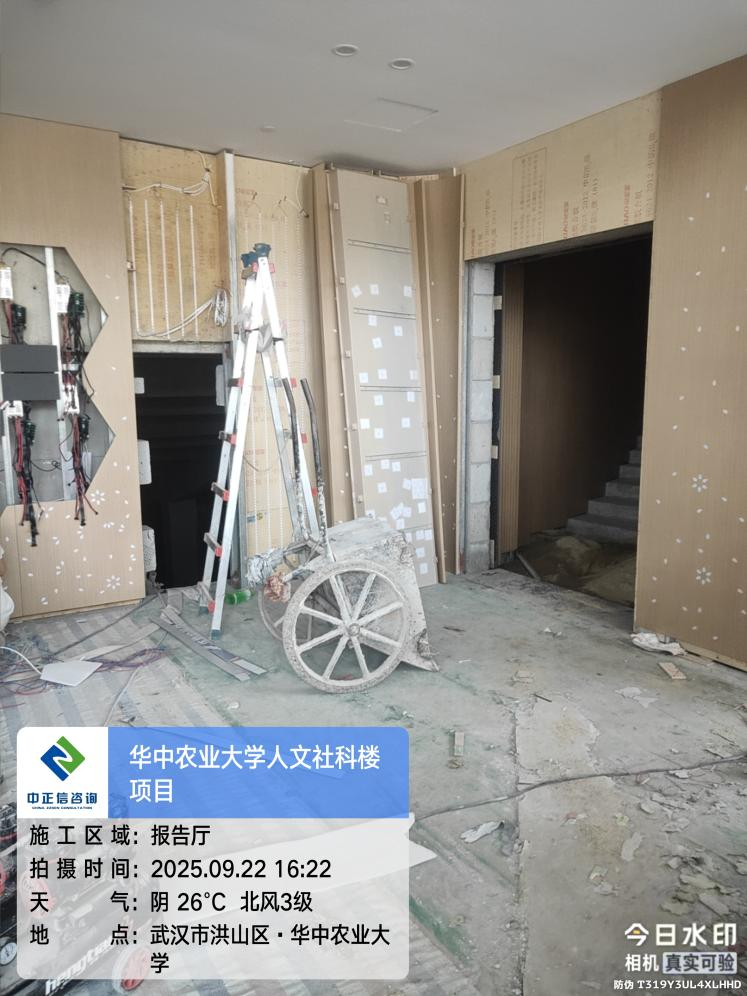 华中农业大学人文社科楼
项目
中正信咨询
施工区域：报告厅
拍摄时间：2025.09.22 16:22
天气：阴 26℃ 北风3级
地点：武汉市洪山区·华中农业大
学
今日水印
相机 真实可验
防伪 T319Y3UL4XLHHD